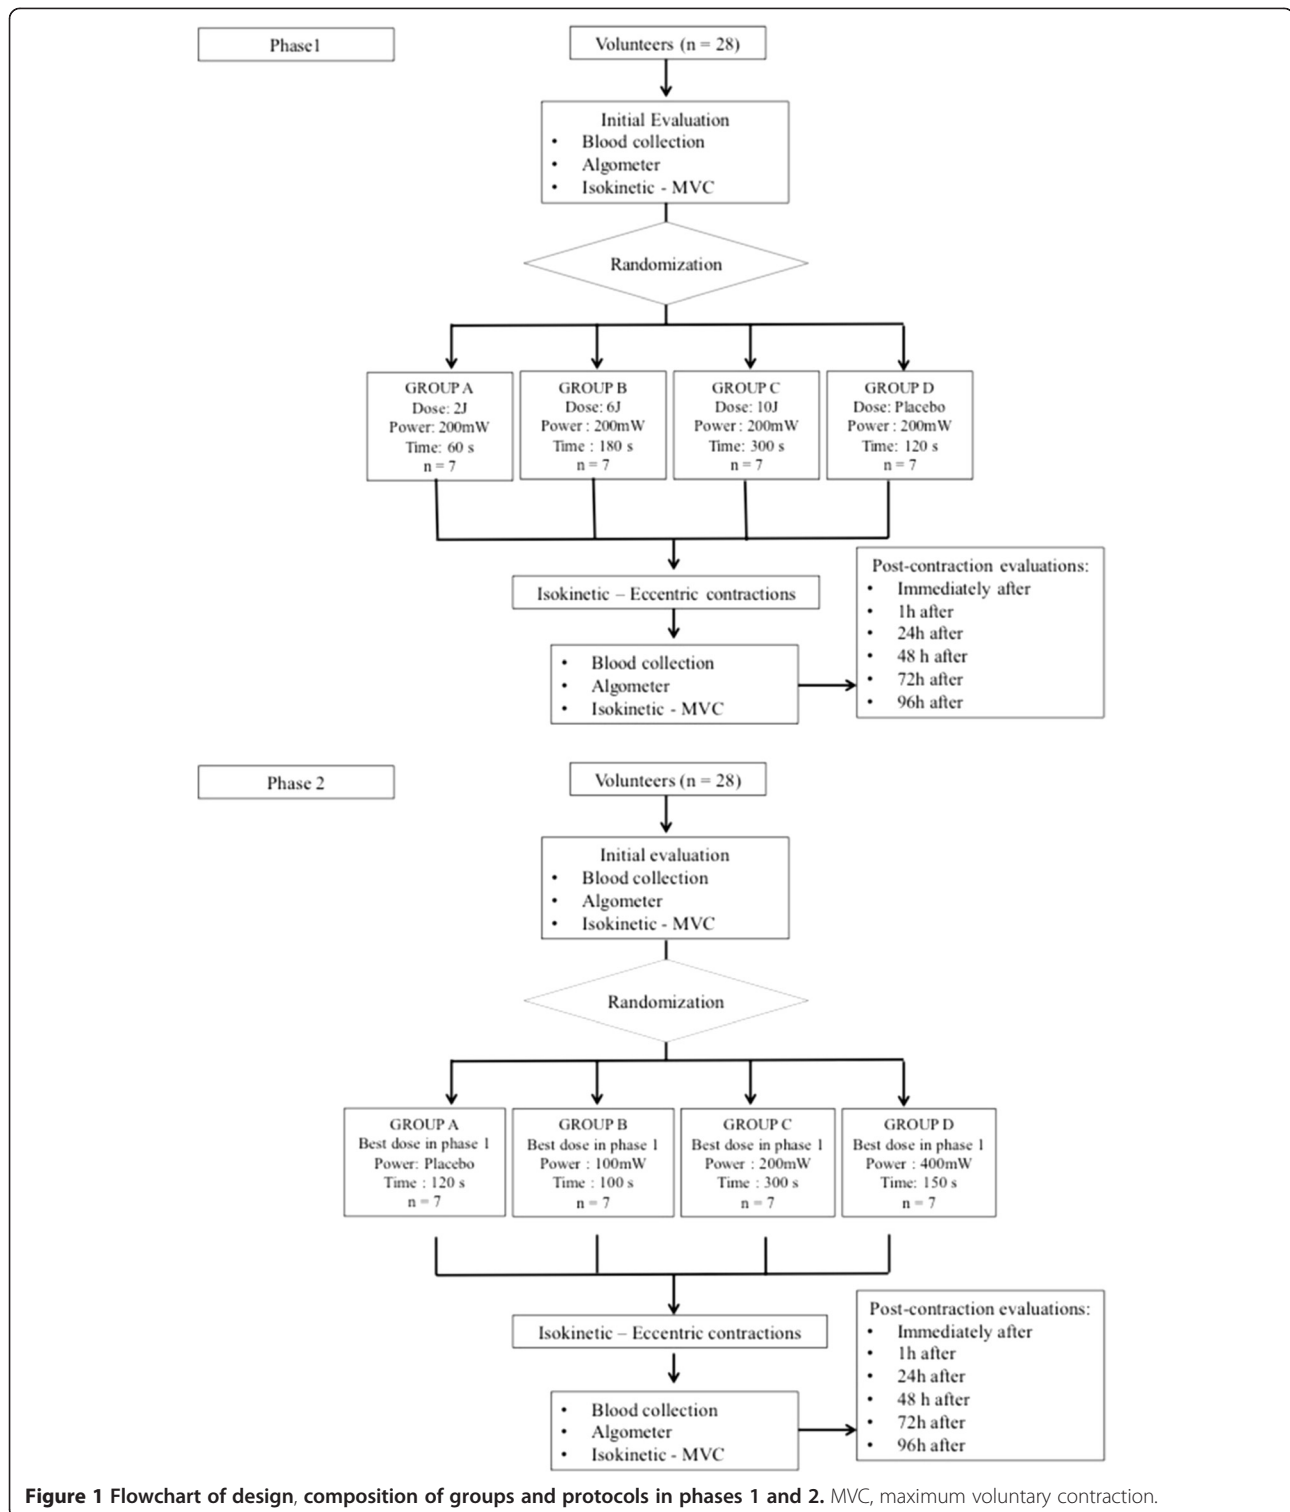 Phase1
Volunteers (n = 28)
Initial Evaluation
• Blood collection
• Algometer
• Isokinetic - MVC
Randomization
GROUP A
Dose: 2J
Power: 200mW
Time: 60 s
n = 7
GROUP B
Dose: 6J
Power : 200mW
Time : 180 s
n = 7
GROUP C
Dose: 10J
Power : 200mW
Time : 300 s
n = 7
GROUP D
Dose: Placebo
Power : 200mW
Time: 120 s
n = 7
Isokinetic – Eccentric contractions
• Blood collection
• Algometer
• Isokinetic - MVC
Post-contraction evaluations:
• Immediately after
• 1h after
• 24h after
• 48 h after
• 72h after
• 96h after
Phase 2
Volunteers (n = 28)
Initial evaluation
• Blood collection
• Algometer
• Isokinetic - MVC
Randomization
GROUP A
Best dose in phase 1
Power: Placebo
Time : 120 s
n = 7
GROUP B
Best dose in phase 1
Power : 100mW
Time : 100 s
n = 7
GROUP C
Best dose in phase 1
Power : 200mW
Time : 300 s
n = 7
GROUP D
Best dose in phase 1
Power : 400mW
Time: 150 s
n = 7
Isokinetic – Eccentric contractions
• Blood collection
• Algometer
• Isokinetic - MVC
Post-contraction evaluations:
• Immediately after
• 1h after
• 24h after
• 48 h after
• 72h after
• 96h after
Figure 1 Flowchart of design, composition of groups and protocols in phases 1 and 2. MVC, maximum voluntary contraction.